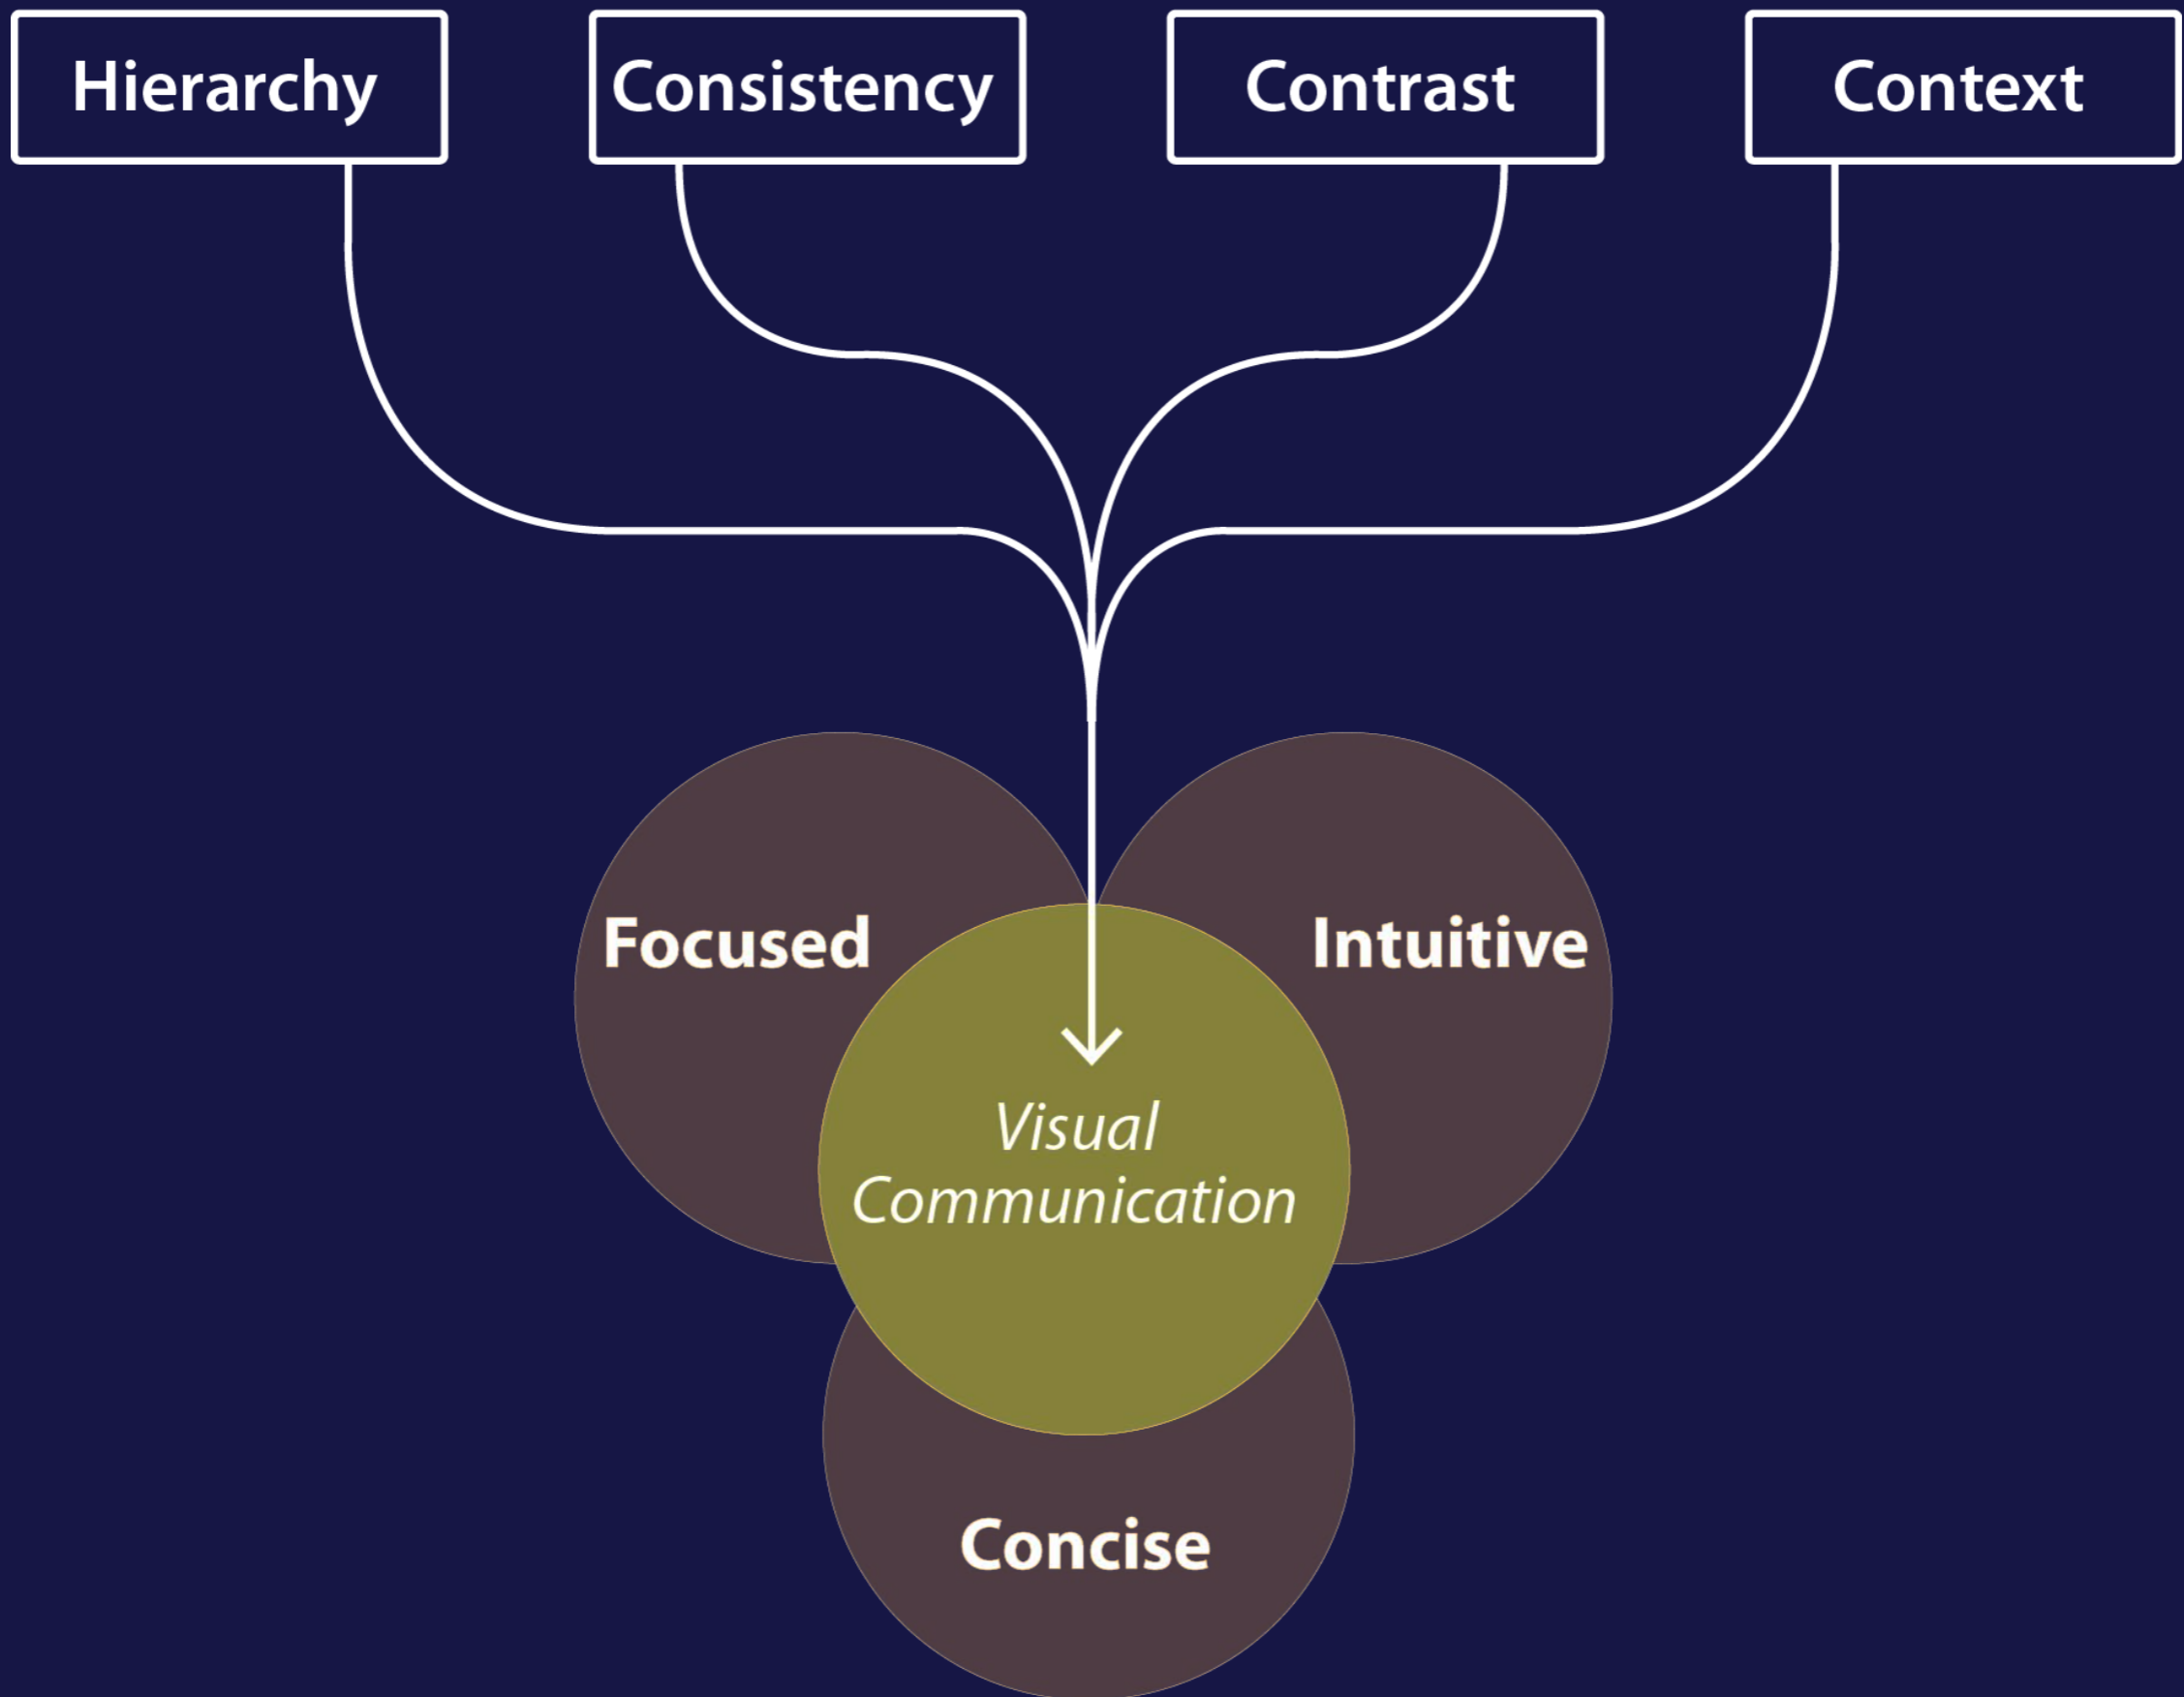 Hierarchy
Consistency
Contrast
Context
Focused
Intuitive
Visual
Communication
Concise